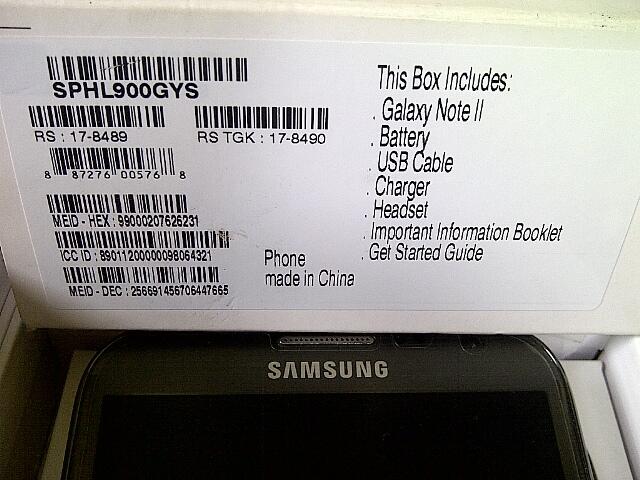 SPHL900GYS
RS : 17-8489
RS TGK : 17-8490
8 87276 00576 8
MEID - HEX : 99000207626231
ICC ID : 89011200000098064321
MEID - DEC : 256691456706447665
Phone
made in China
This Box Includes:
. Galaxy Note II
. Battery
. USB Cable
. Charger
. Headset
. Important Information Booklet
. Get Started Guide
SAMSUNG